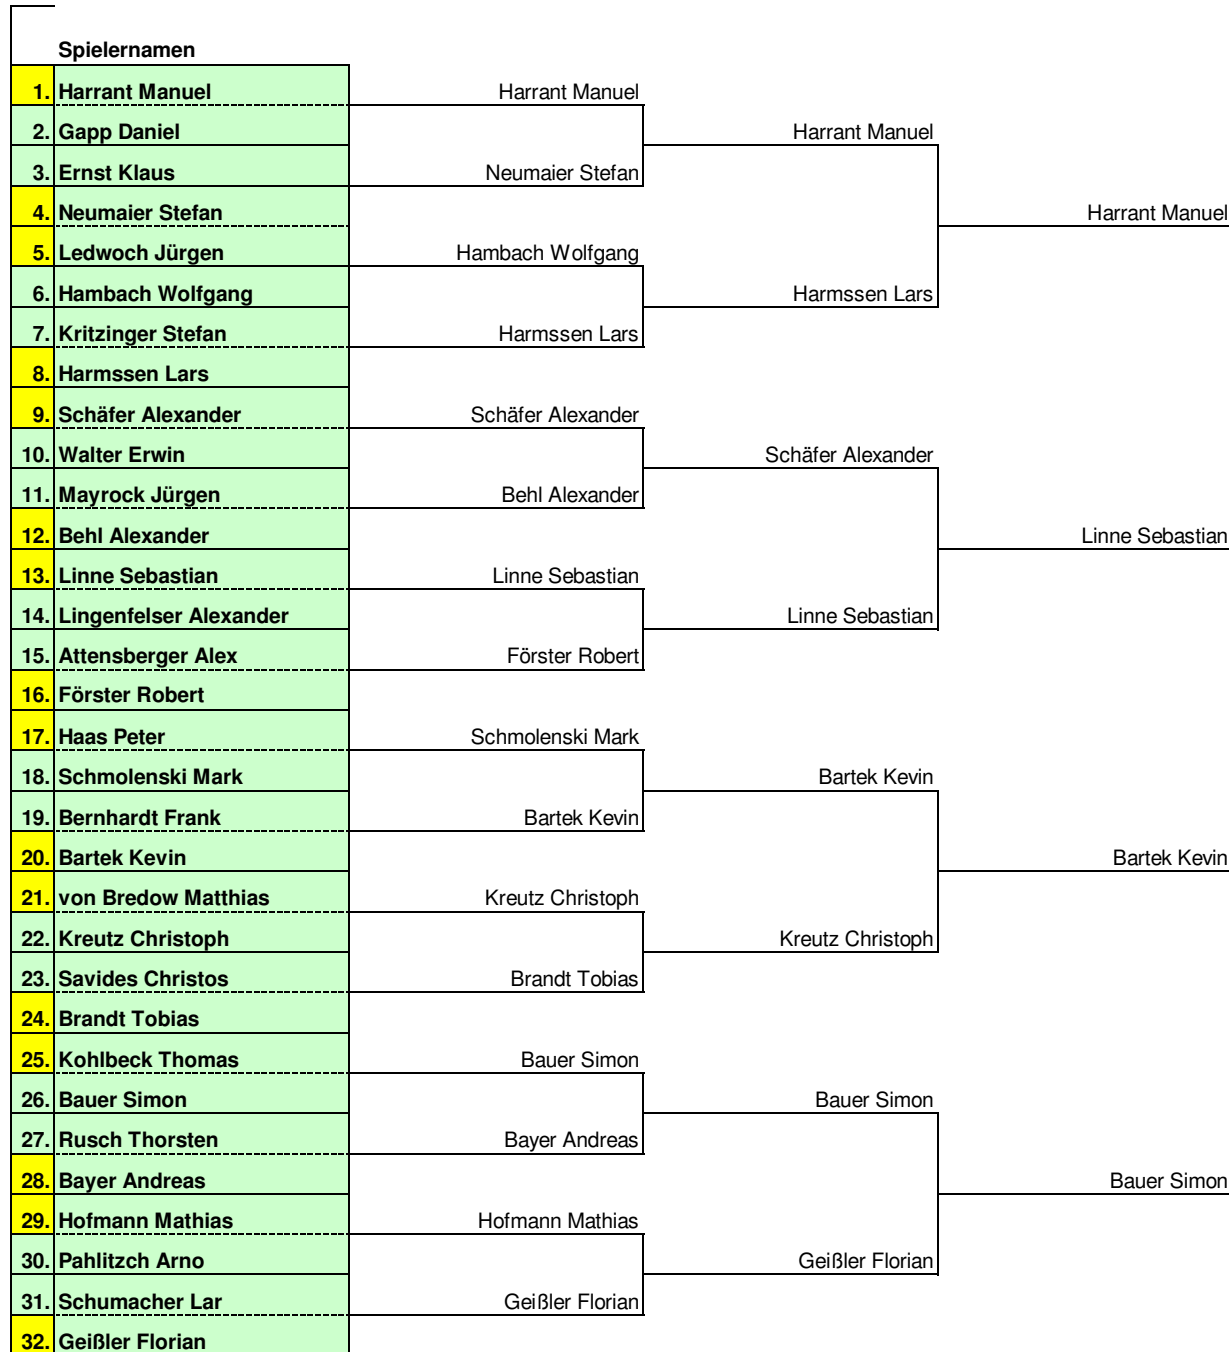 Spielernamen
1. Harrant Manuel Harrant Manuel
2. Gapp Daniel Harrant Manuel
3. Ernst Klaus Neumaier Stefan
4. Neumaier Stefan Harrant Manuel
5. Ledwoch Jürgen Hambach Wolfgang
6. Hambach Wolfgang Harmssen Lars
7. Kritzinger Stefan Harmssen Lars
8. Harmssen Lars
9. Schäfer Alexander Schäfer Alexander
10. Walter Erwin Schäfer Alexander
11. Mayrock Jürgen Behl Alexander
12. Behl Alexander Linne Sebastian
13. Linne Sebastian Linne Sebastian
14. Lingenfelser Alexander Linne Sebastian
15. Attensberger Alex Förster Robert
16. Förster Robert
17. Haas Peter Schmolenski Mark
18. Schmolenski Mark Bartek Kevin
19. Bernhardt Frank Bartek Kevin
20. Bartek Kevin Bartek Kevin
21. von Bredow Matthias Kreutz Christoph
22. Kreutz Christoph Kreutz Christoph
23. Savides Christos Brandt Tobias
24. Brandt Tobias
25. Kohlbeck Thomas Bauer Simon
26. Bauer Simon Bauer Simon
27. Rusch Thorsten Bayer Andreas
28. Bayer Andreas Bauer Simon
29. Hofmann Mathias Hofmann Mathias
30. Pahlitzch Arno Geißler Florian
31. Schumacher Lar Geißler Florian
32. Geißler Florian